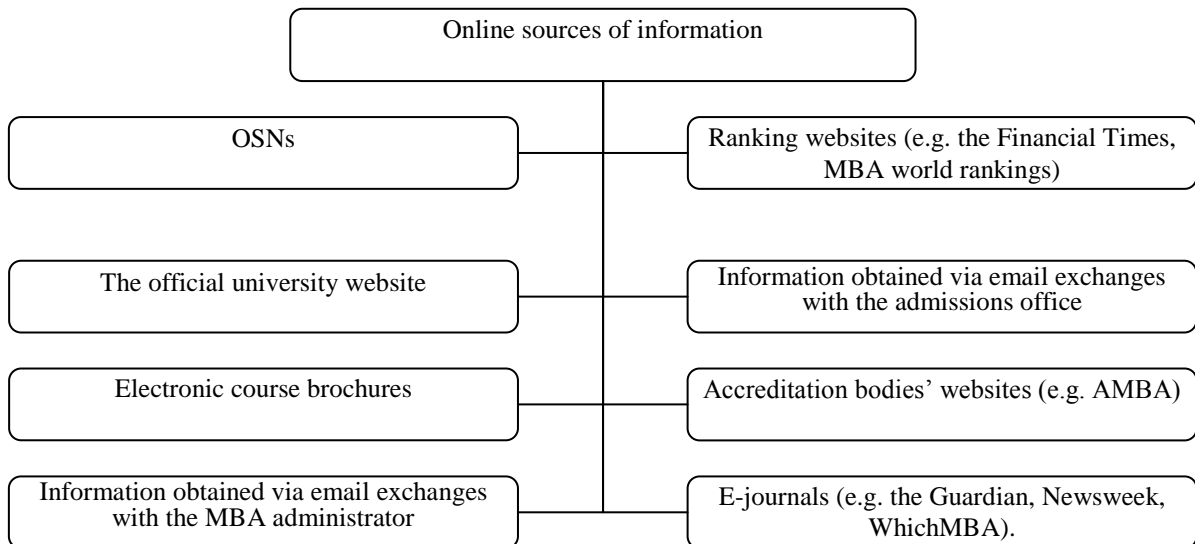 Online sources of information
OSNs
Ranking websites (e.g. the Financial Times,
MBA world rankings)
The official university website
Information obtained via email exchanges
with the admissions office
Electronic course brochures
Accreditation bodies’ websites (e.g. AMBA)
Information obtained via email exchanges
with the MBA administrator
E-journals (e.g. the Guardian, Newsweek,
WhichMBA).